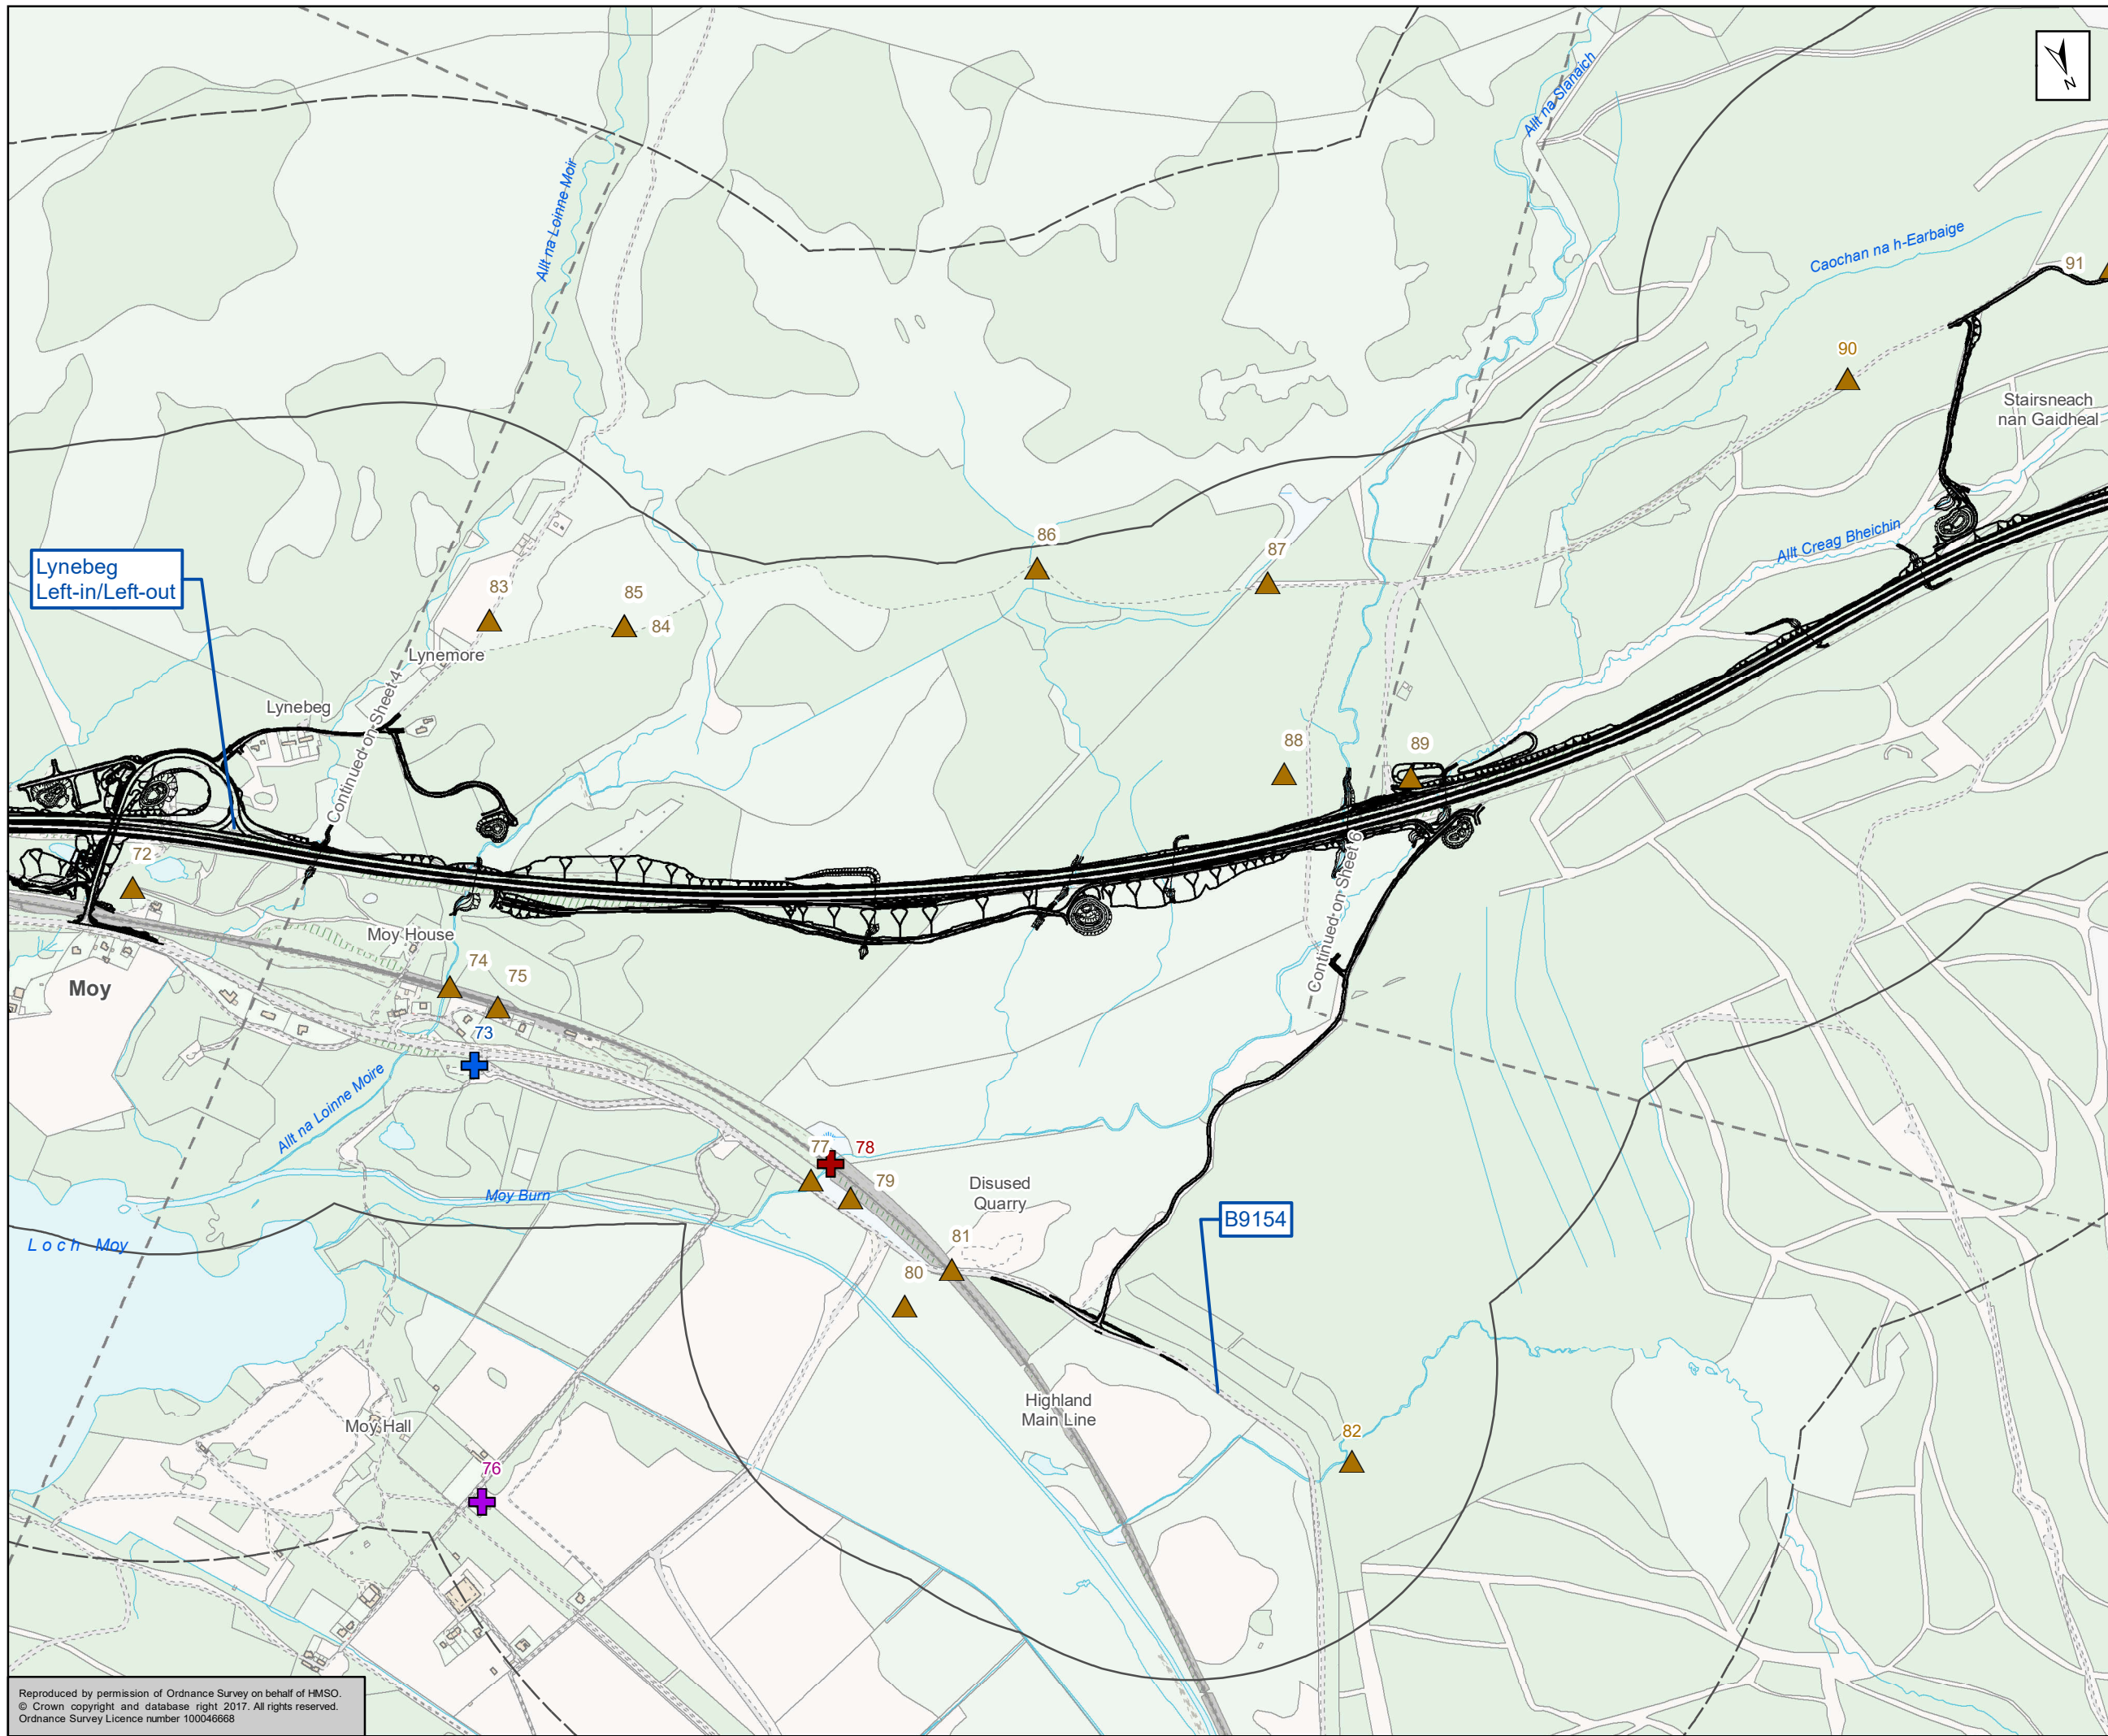 N
Allt na Slanaich
Allt na Loinne Moir
Caochan na h-Earbaige
91
90
Stairsneach
nan Gaidheal
Allt Creag Bheichin
86
87
Lynebeg
Left-in/Left-out
83
85
84
Lynemore
Lynebeg
Continued on Sheet 4
88
89
72
Continued on Sheet 6
Moy House
74
75
Moy
73
Allt na Loinne Moire
77
78
79
Moy Burn
Disused
Quarry
B9154
Loch Moy
81
80
Highland
Main Line
Moy Hall
82
76
Reproduced by permission of Ordnance Survey on behalf of HMSO.
© Crown copyright and database right 2017. All rights reserved.
Ordnance Survey Licence number 100046668